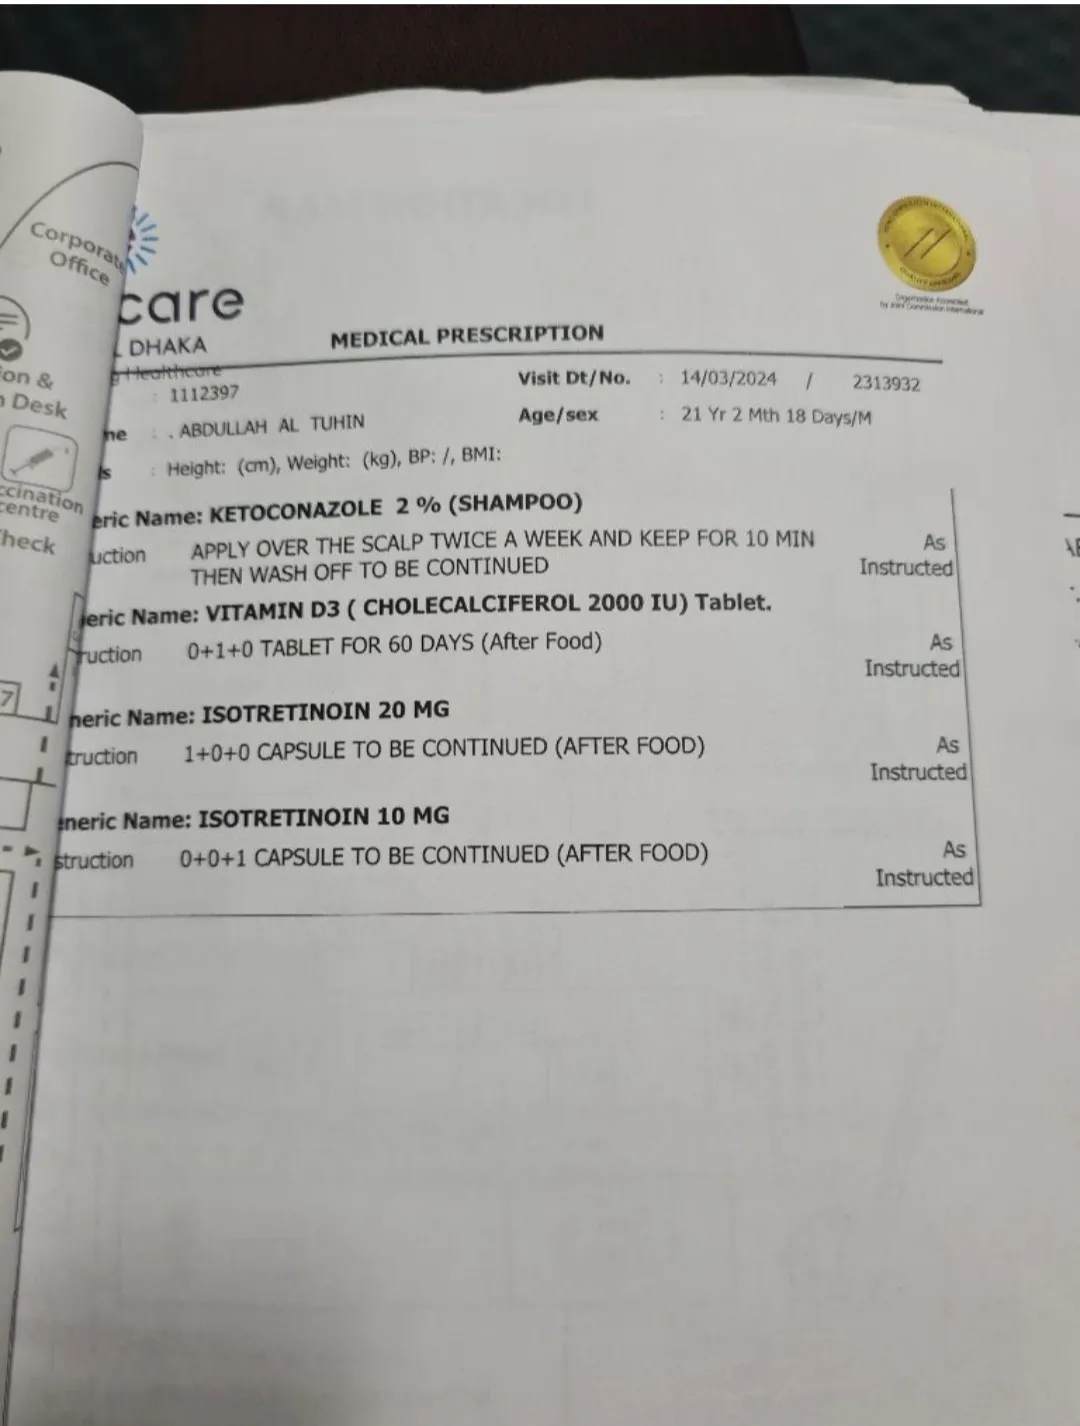 Corporate
Office
care
DHAKA
Healthcare
MEDICAL PRESCRIPTION
: 1112397
Visit Dt/No. : 14/03/2024 / 2313932
: . ABDULLAH AL TUHIN
Age/sex : 21 Yr 2 Mth 18 Days/M
: Height: (cm), Weight: (kg), BP: /, BMI:
ion &
Desk
ccination
centre
heck
7
eric Name: KETOCONAZOLE 2 % (SHAMPOO)
uction APPLY OVER THE SCALP TWICE A WEEK AND KEEP FOR 10 MIN As
THEN WASH OFF TO BE CONTINUED Instructed
eric Name: VITAMIN D3 ( CHOLECALCIFEROL 2000 IU) Tablet.
ruction 0+1+0 TABLET FOR 60 DAYS (After Food) As
Instructed
neric Name: ISOTRETINOIN 20 MG
truction 1+0+0 CAPSULE TO BE CONTINUED (AFTER FOOD) As
Instructed
eneric Name: ISOTRETINOIN 10 MG
struction 0+0+1 CAPSULE TO BE CONTINUED (AFTER FOOD) As
Instructed